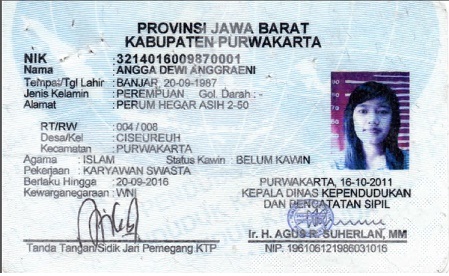 PROVINSI JAWA BARAT
KABUPATEN PURWAKARTA
NIK : 3214016009870001
Nama : ANGGA DEWI ANGGRAENI
Tempat/Tgl Lahir : BANJAR, 20-09-1987
Jenis Kelamin : PEREMPUAN Gol. Darah : -
Alamat : PERUM HEGAR ASIH 2-50
RT/RW : 004 / 008
Desa/Kel : CISEUREUH
Kecamatan : PURWAKARTA
Agama : ISLAM Status Kawin : BELUM KAWIN
Pekerjaan : KARYAWAN SWASTA
Berlaku Hingga : 20-09-2016
Kewarganegaraan : WNI
PURWAKARTA, 16-10-2011
KEPALA DINAS KEPENDUDUKAN
DAN PENCATATAN SIPIL
Ir. H. AGUS R. SUHERLAN, MM
NIP. 196106121986031016
Tanda Tangan/Sidik Jari Pemegang KTP